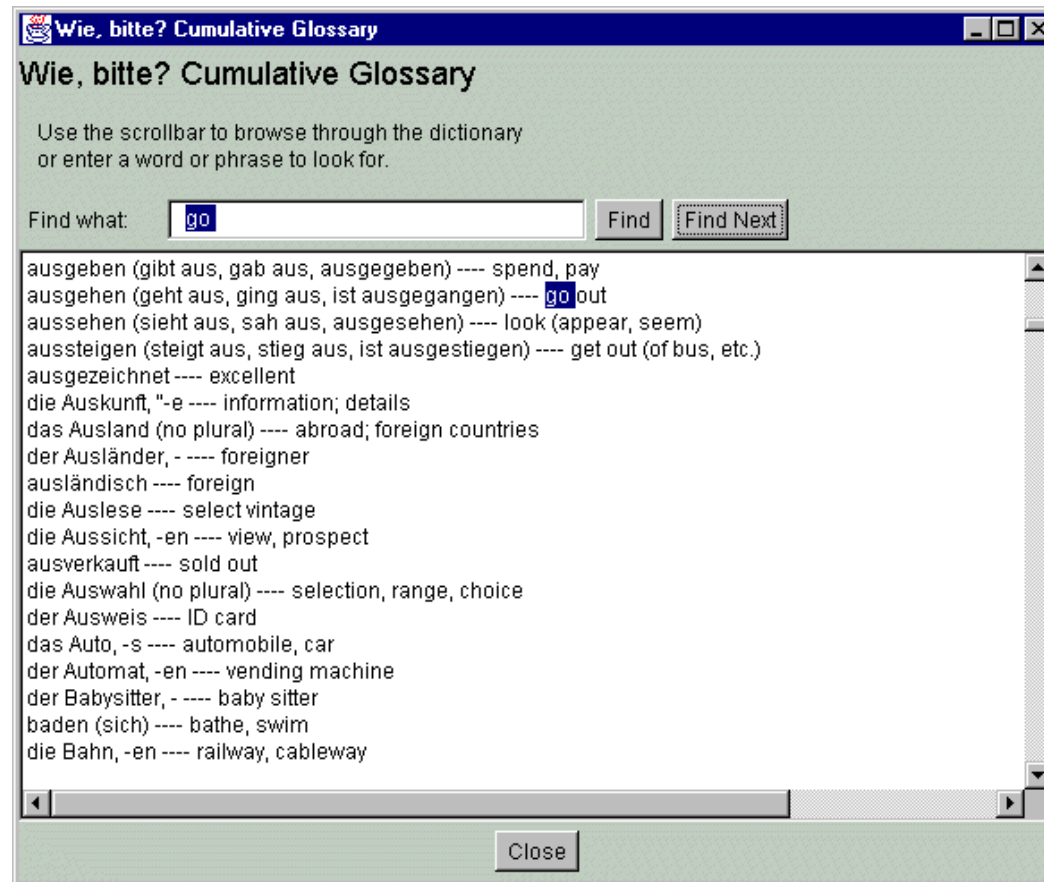 Wie, bitte? Cumulative Glossary
Wie, bitte? Cumulative Glossary
Use the scrollbar to browse through the dictionary
or enter a word or phrase to look for.
Find what: go Find Find Next
ausgeben (gibt aus, gab aus, ausgegeben) ---- spend, pay
ausgehen (geht aus, ging aus, ist ausgegangen) ---- go out
aussehen (sieht aus, sah aus, ausgesehen) ---- look (appear, seem)
aussteigen (steigt aus, stieg aus, ist ausgestiegen) ---- get out (of bus, etc.)
ausgezeichnet ---- excellent
die Auskunft, "-e ---- information; details
das Ausland (no plural) ---- abroad; foreign countries
der Ausländer, - ---- foreigner
ausländisch ---- foreign
die Auslese ---- select vintage
die Aussicht, -en ---- view, prospect
ausverkauft ---- sold out
die Auswahl (no plural) ---- selection, range, choice
der Ausweis ---- ID card
das Auto, -s ---- automobile, car
der Automat, -en ---- vending machine
der Babysitter, - ---- baby sitter
baden (sich) ---- bathe, swim
die Bahn, -en ---- railway, cableway
Close